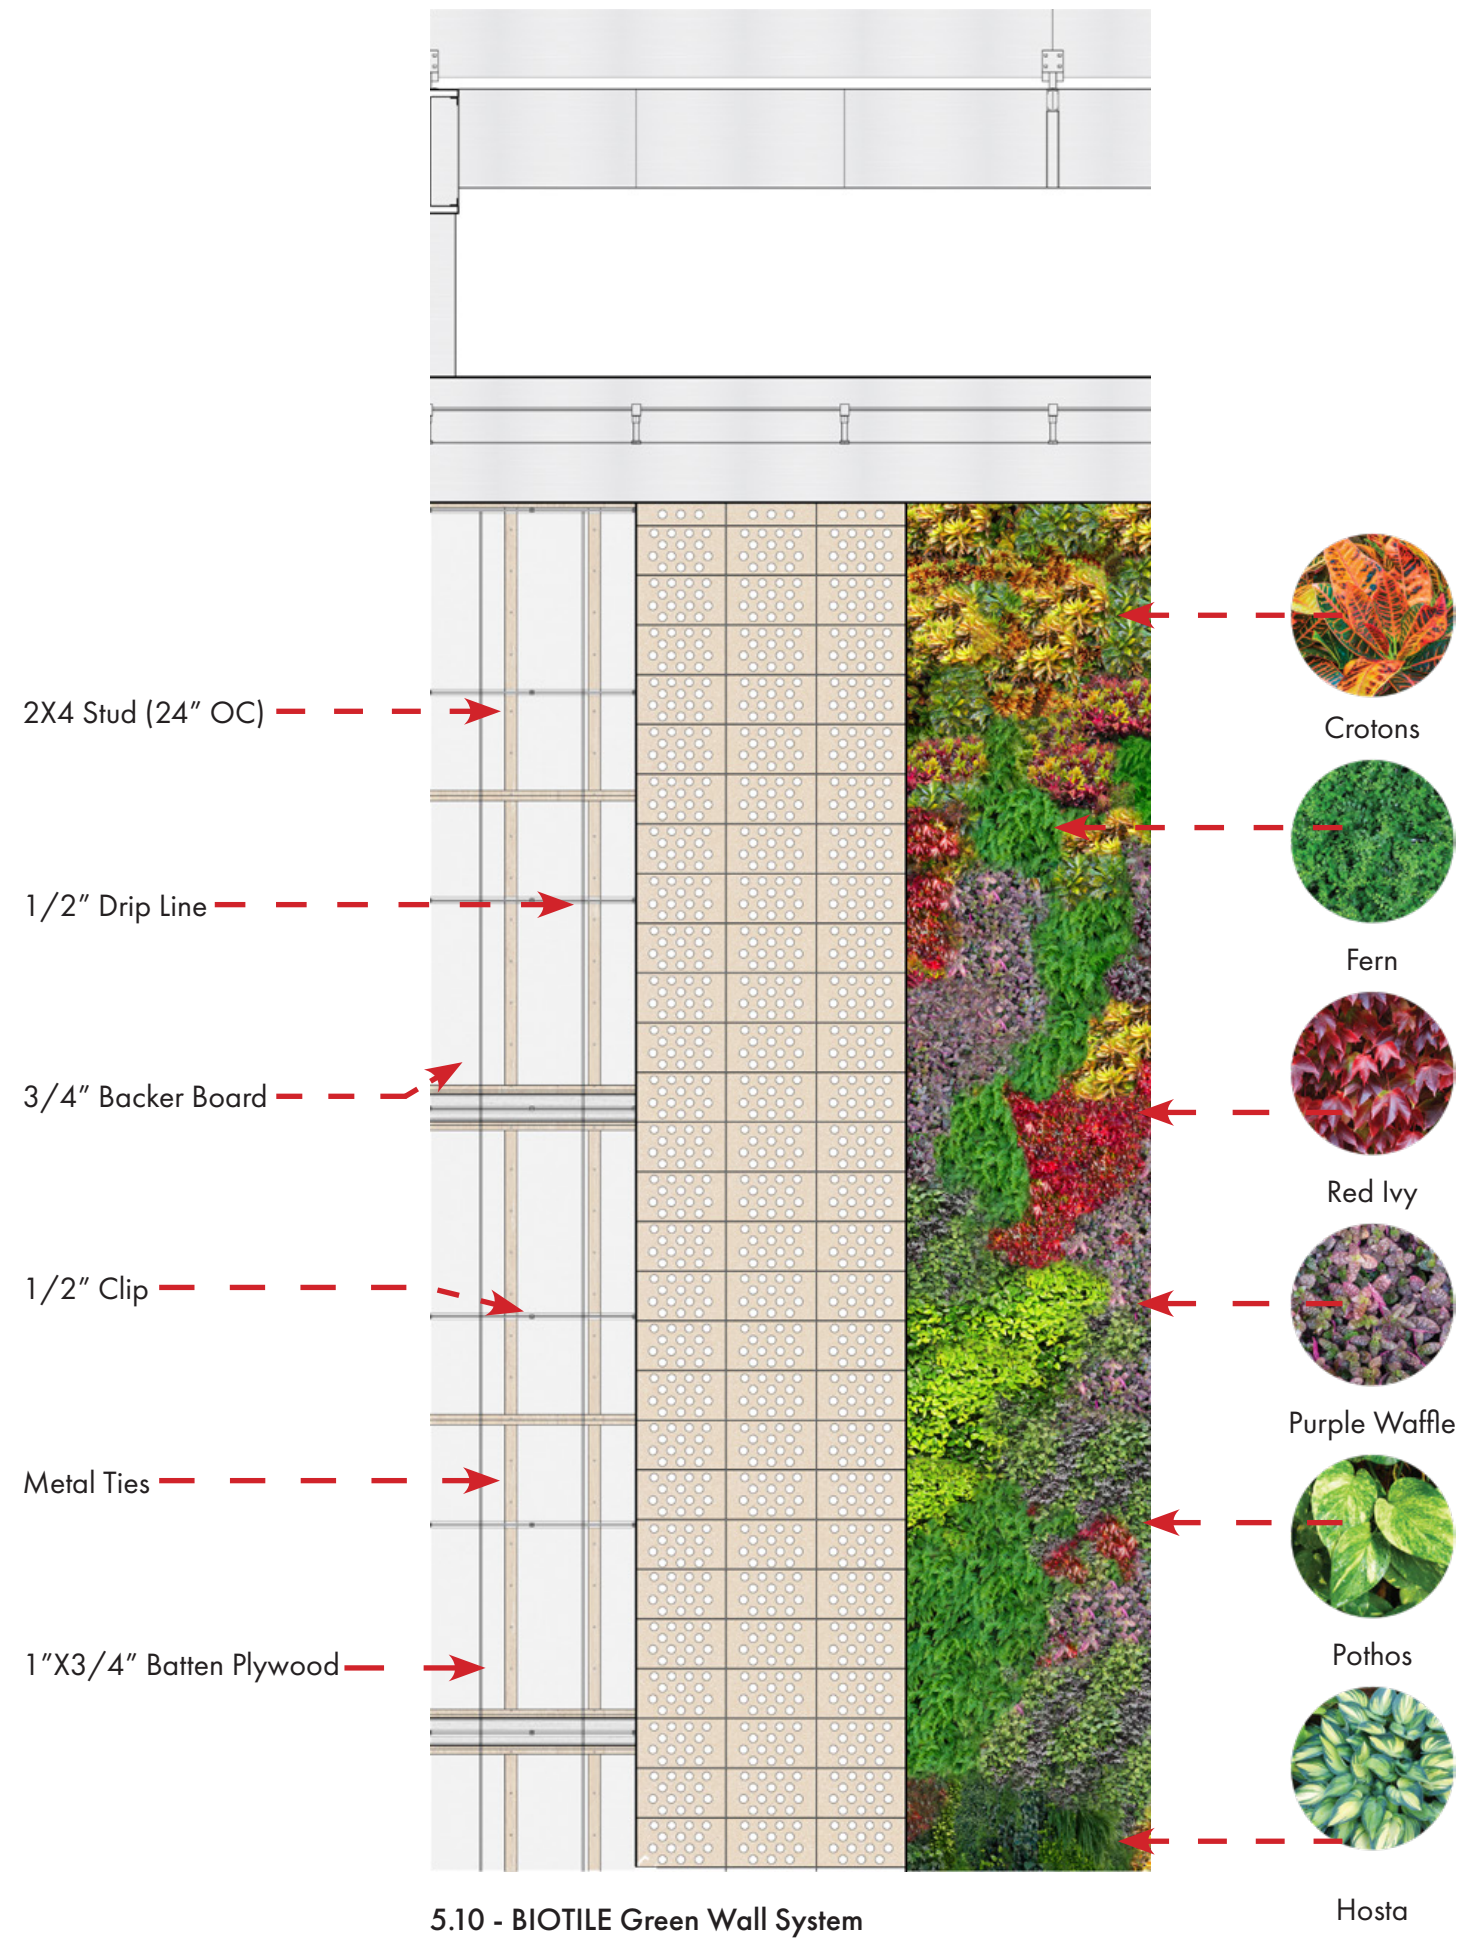 2X4 Stud (24” OC)
1/2” Drip Line
3/4” Backer Board
1/2” Clip
Metal Ties
1”X3/4” Batten Plywood
Crotons
Fern
Red Ivy
Purple Waffle
Pothos
Hosta
5.10 - BIOTILE Green Wall System